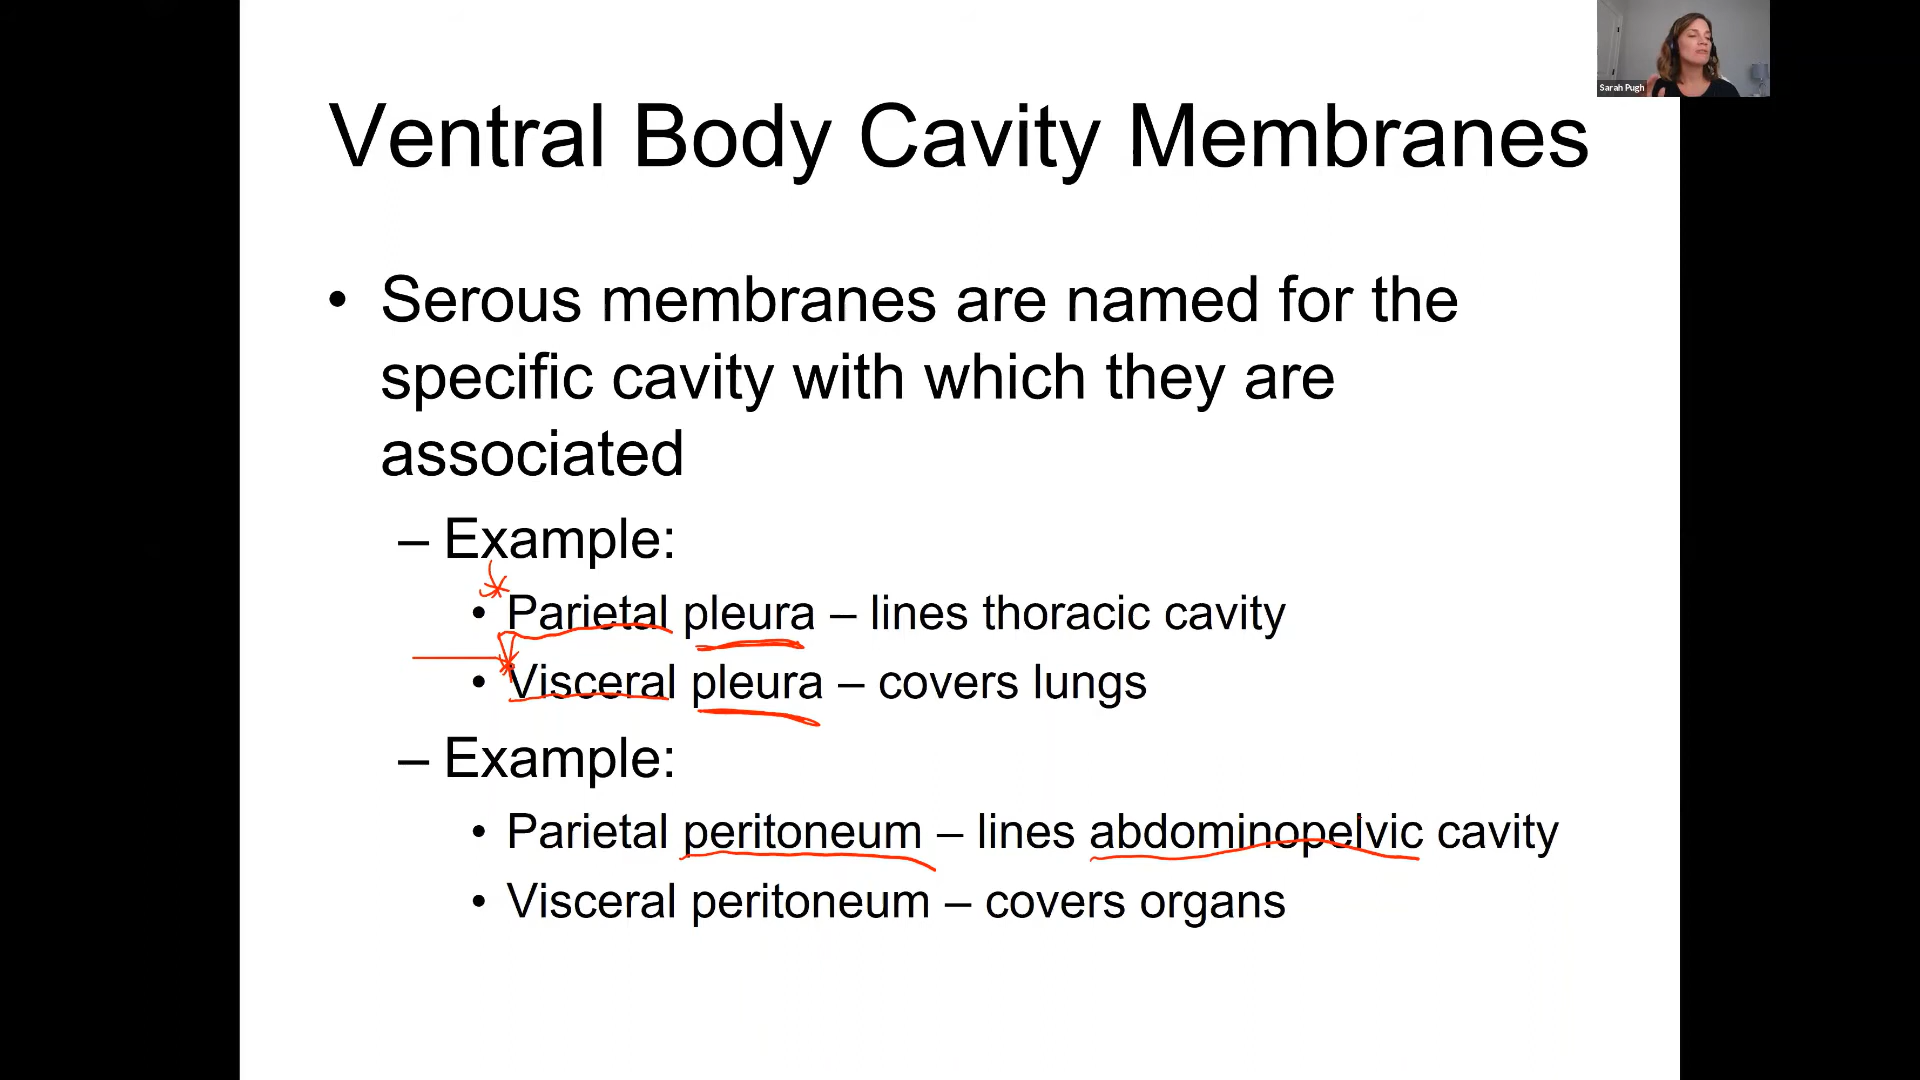 Sarah Pugh
Ventral Body Cavity Membranes
• Serous membranes are named for the
specific cavity with which they are
associated
– Example:
• Parietal pleura – lines thoracic cavity
• Visceral pleura – covers lungs
– Example:
• Parietal peritoneum – lines abdominopelvic cavity
• Visceral peritoneum – covers organs